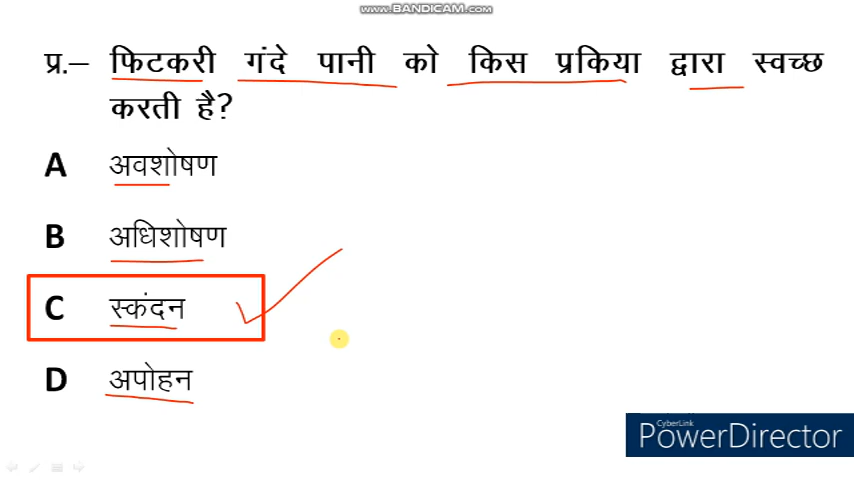 www.BANDICAM.com
प्र.– फिटकरी गंदे पानी को किस प्रकिया द्वारा स्वच्छ
करती है?
A अवशोषण
B अधिशोषण
C स्कंदन
D अपोहन
CyberLink
PowerDirector